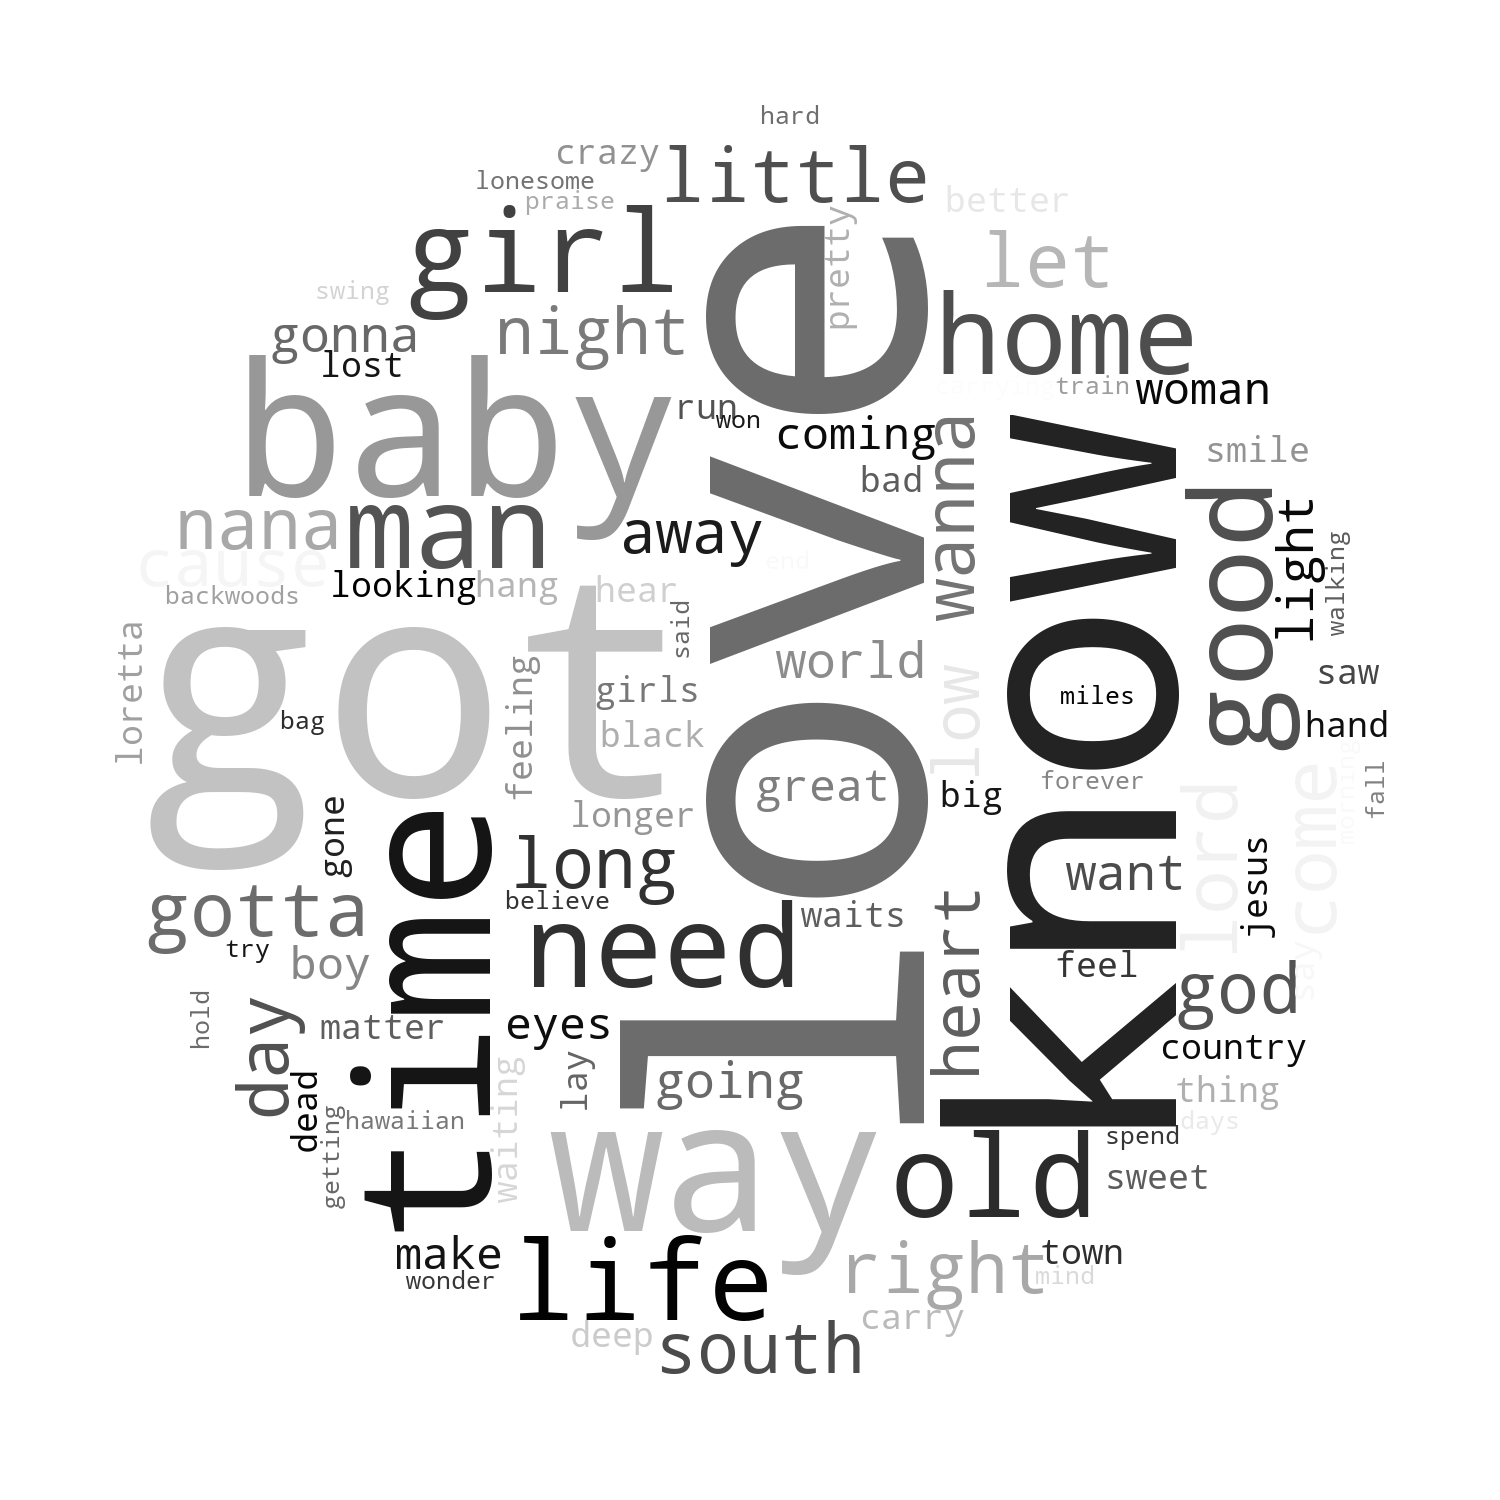 hard
crazy
little
lonesome
praise
better
girl
pretty
let
swing
gonna
night
home
lost
baby
love
carrying
train
woman
run
won
coming
wanna
know
smile
bad
good
nana
man
away
light
cause
end
walking
looking
hang
hear
backwoods
got
said
loretta
feeling
world
low
girls
miles
saw
bag
black
hand
morning
great
forever
fall
gone
time
longer
big
lord
come
long
want
jesus
believe
gotta
need
waits
heart
try
boy
feel
say
god
hold
day
matter
eyes
country
dead
waiting
lay
going
thing
getting
hawaiian
way
days
old
spend
sweet
make
life
right
town
wonder
mind
deep
south
carry